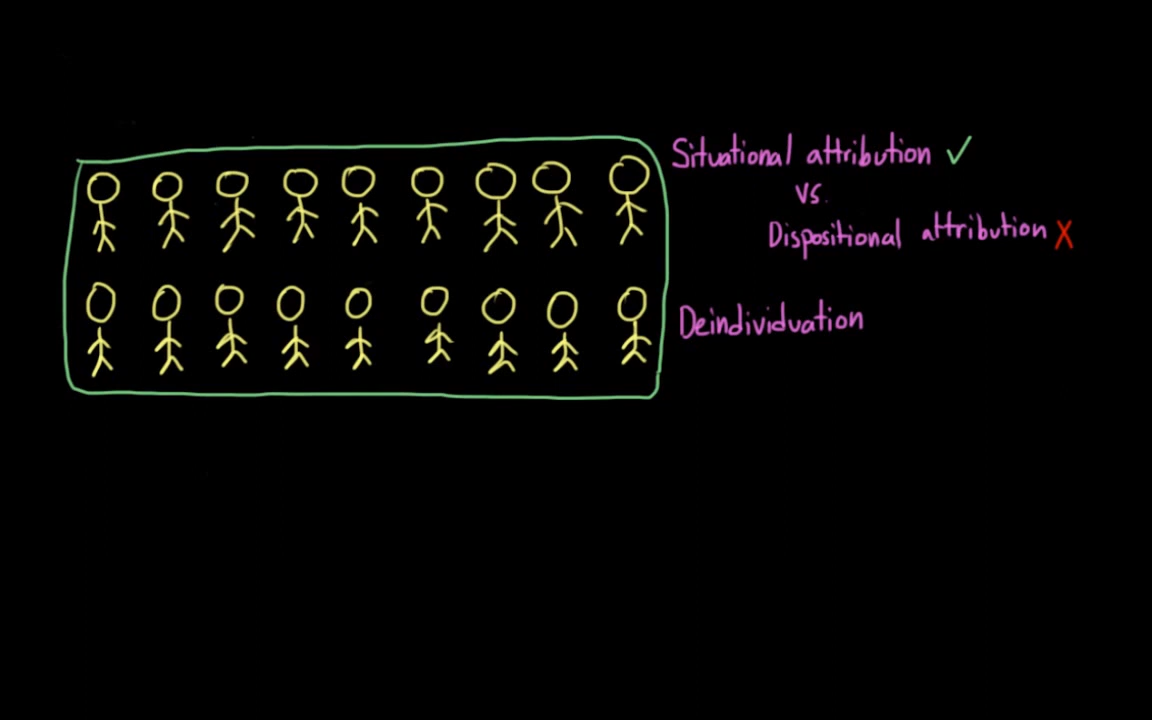 Situational attribution ✓
vs.
Dispositional attribution X
Deindividuation